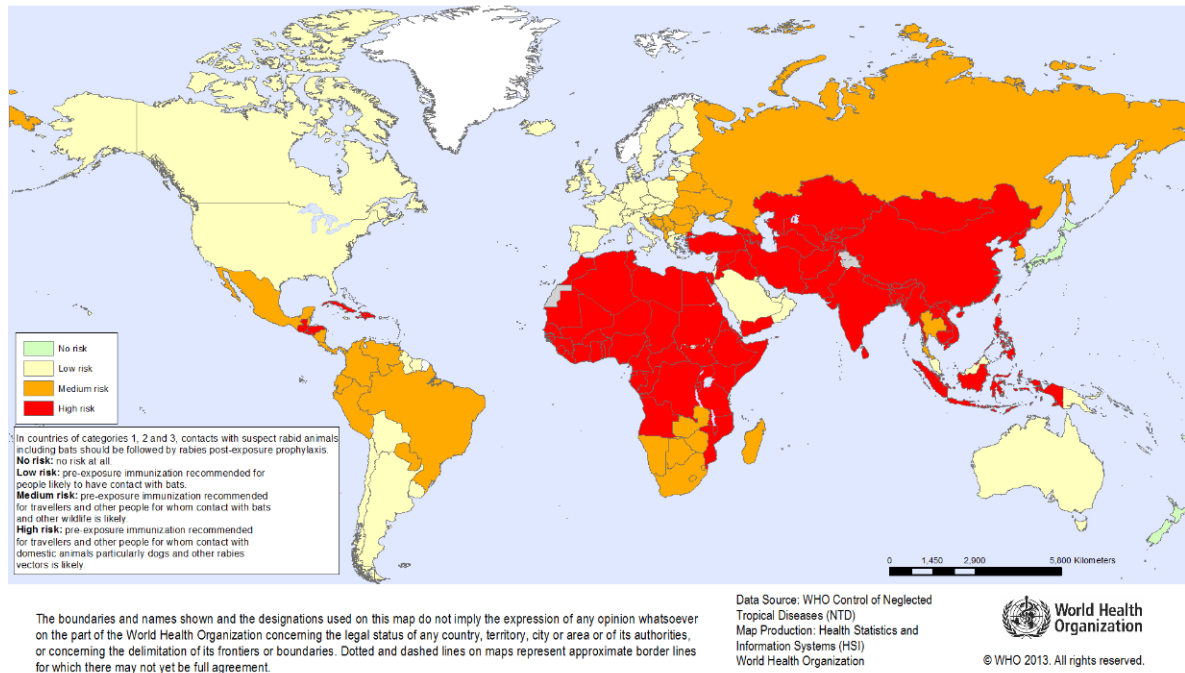 No risk
Low risk
Medium risk
High risk
In countries of categories 1, 2 and 3, contacts with suspect rabid animals
including bats should be followed by rabies post-exposure prophylaxis.
No risk: no risk at all.
Low risk: pre-exposure immunization recommended for
people likely to have contact with bats.
Medium risk: pre-exposure immunization recommended
for travellers and other people for whom contact with bats
and other wildlife is likely.
High risk: pre-exposure immunization recommended
for travellers and other people for whom contact with
domestic animals particularly dogs and other rabies
vectors is likely.
0 1,450 2,900 5,800 Kilometers
The boundaries and names shown and the designations used on this map do not imply the expression of any opinion whatsoever
on the part of the World Health Organization concerning the legal status of any country, territory, city or area or of its authorities,
or concerning the delimitation of its frontiers or boundaries. Dotted and dashed lines on maps represent approximate border lines
for which there may not yet be full agreement.
Data Source: WHO Control of Neglected
Tropical Diseases (NTD)
Map Production: Health Statistics and
Information Systems (HSI)
World Health Organization
World Health
Organization
© WHO 2013. All rights reserved.